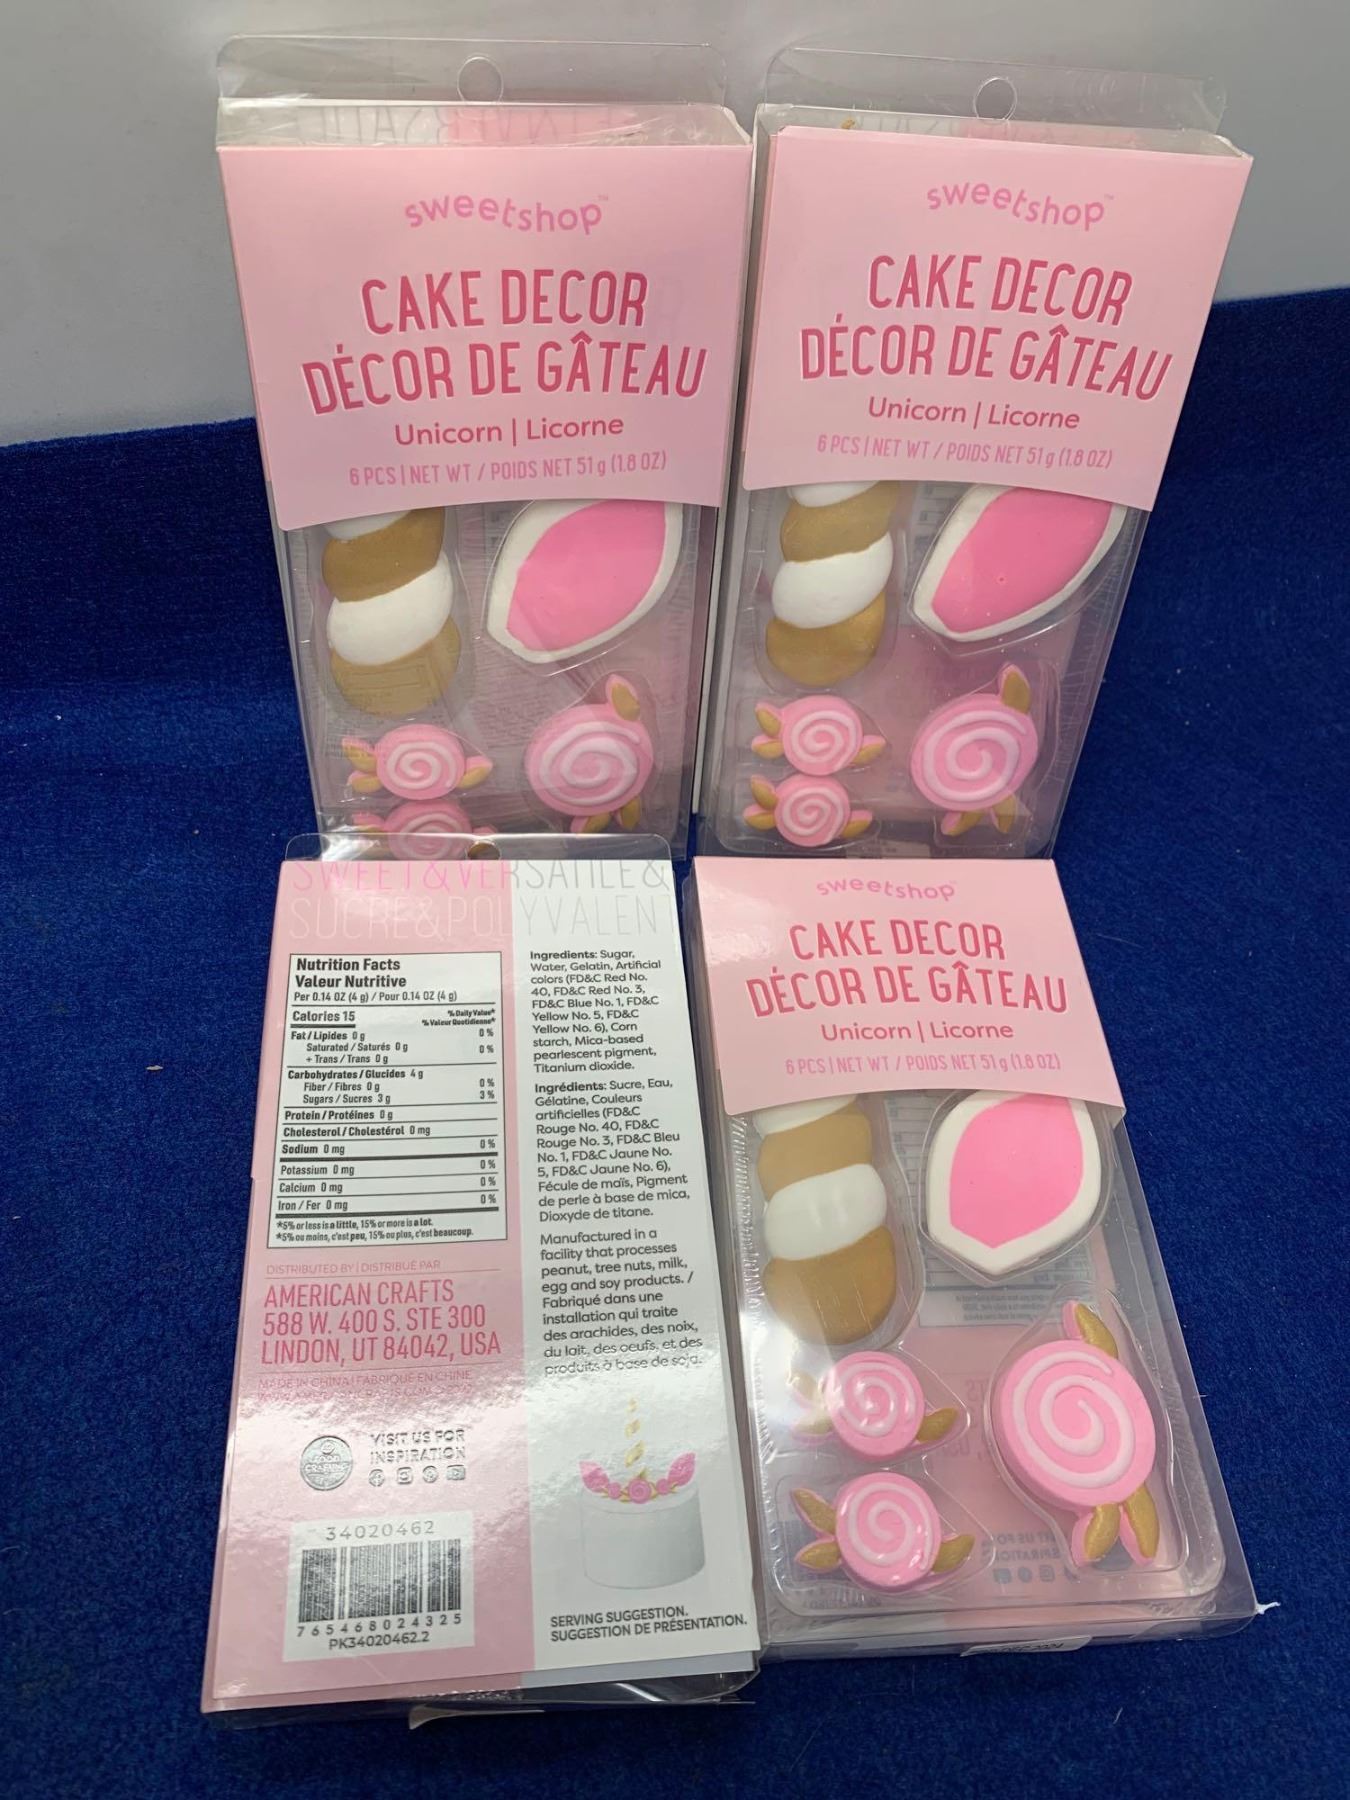 sweetshop™
CAKE DECOR
DÉCOR DE GÂTEAU
Unicorn | Licorne
6 PCS | NET WT / POIDS NET 51 g (1.8 OZ)
sweetshop™
CAKE DECOR
DÉCOR DE GÂTEAU
Unicorn | Licorne
6 PCS | NET WT / POIDS NET 51 g (1.8 OZ)
SWEET & VERSATILE &
SUCRÉ & POLYVALENT
Nutrition Facts
Valeur Nutritive
Per 0.14 OZ (4 g) / Pour 0.14 OZ (4 g)
Calories 15
% Daily Value*
% Valeur Quotidienne*
Fat / Lipides 0 g 0 %
Saturated / Saturés 0 g
+ Trans / Trans 0 g 0 %
Carbohydrates / Glucides 4 g
Fiber / Fibres 0 g 0 %
Sugars / Sucres 3 g 3 %
Protein / Protéines 0 g
Cholesterol / Cholestérol 0 mg
Sodium 0 mg 0 %
Potassium 0 mg 0 %
Calcium 0 mg 0 %
Iron / Fer 0 mg 0 %
*5% or less is a little, 15% or more is a lot.
*5% ou moins, c'est peu, 15% ou plus, c'est beaucoup.
DISTRIBUTED BY | DISTRIBUÉ PAR
AMERICAN CRAFTS
588 W. 400 S. STE 300
LINDON, UT 84042, USA
MADE IN CHINA | FABRIQUÉ EN CHINE
VISIT US FOR
INSPIRATION
34020462
7 65468 02432 5
PK34020462.2
Ingredients: Sugar,
Water, Gelatin, Artificial
colors (FD&C Red No.
40, FD&C Red No. 3,
FD&C Blue No. 1, FD&C
Yellow No. 5, FD&C
Yellow No. 6), Corn
starch, Mica-based
pearlescent pigment,
Titanium dioxide.
Ingrédients: Sucre, Eau,
Gélatine, Couleurs
artificielles (FD&C
Rouge No. 40, FD&C
Rouge No. 3, FD&C Bleu
No. 1, FD&C Jaune No.
5, FD&C Jaune No. 6),
Fécule de maïs, Pigment
de perle à base de mica,
Dioxyde de titane.
Manufactured in a
facility that processes
peanut, tree nuts, milk,
egg and soy products. /
Fabriqué dans une
installation qui traite
des arachides, des noix,
du lait, des oeufs, et des
produits à base de soja.
SERVING SUGGESTION.
SUGGESTION DE PRÉSENTATION.
sweetshop™
CAKE DECOR
DÉCOR DE GÂTEAU
Unicorn | Licorne
6 PCS | NET WT / POIDS NET 51 g (1.8 OZ)
DEC 2024